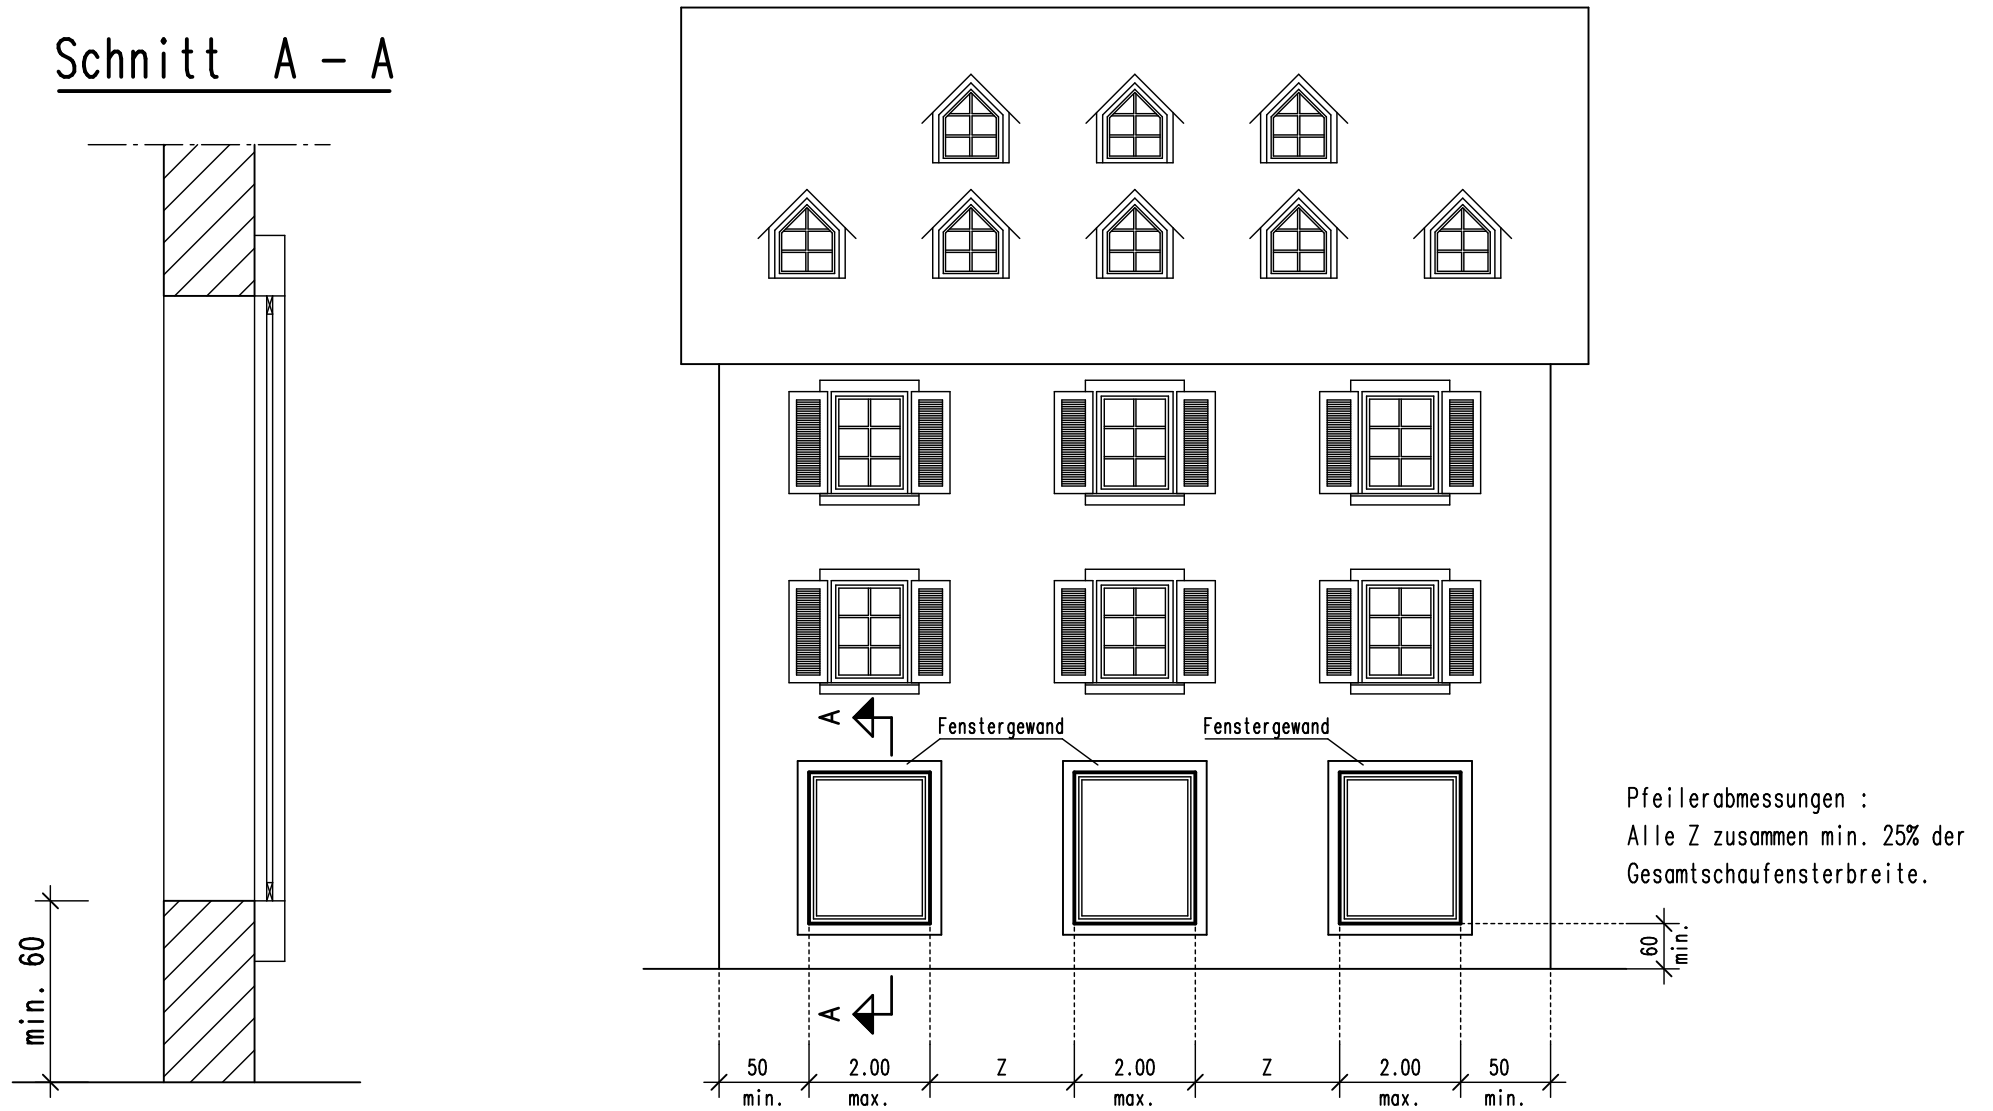 Schnitt A - A
min. 60
A
Fenstergewand
Fenstergewand
Pfeilerabmessungen :
Alle Z zusammen min. 25% der
Gesamtschaufensterbreite.
60
min.
A
50
min.
2.00
max.
Z
2.00
max.
Z
2.00
max.
50
min.